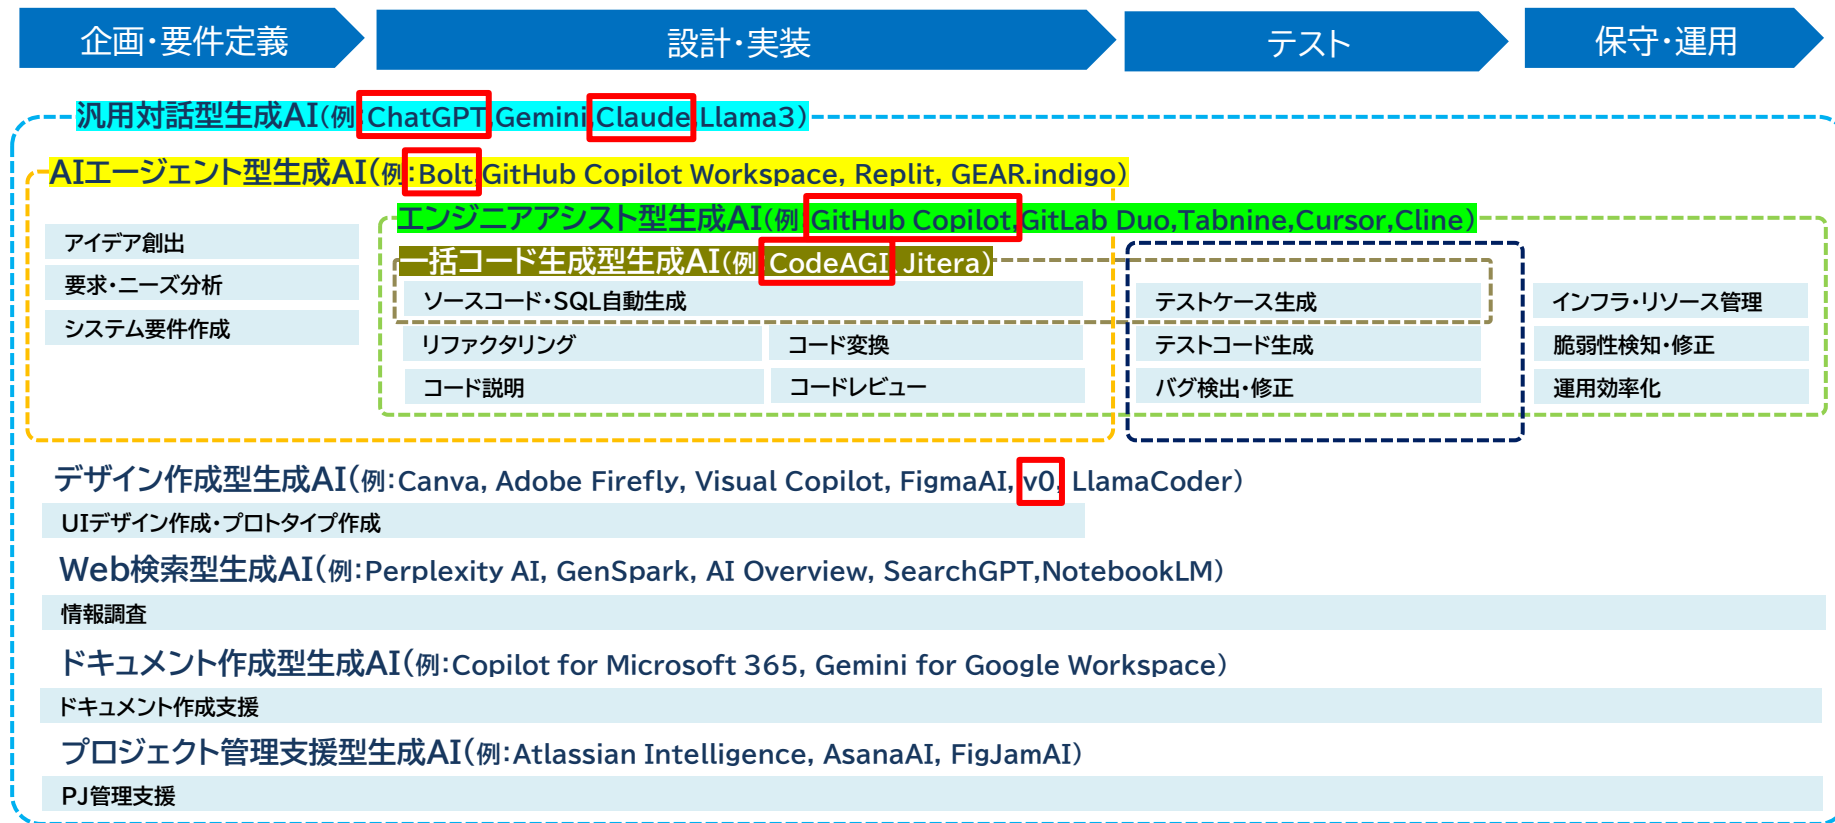 企画・要件定義
設計・実装
テスト
保守・運用
汎用対話型生成AI(例:ChatGPT,Gemini,Claude,Llama3)
AIエージェント型生成AI(例:Bolt,GitHub Copilot Workspace, Replit, GEAR.indigo)
エンジニアアシスト型生成AI(例:GitHub Copilot,GitLab Duo,Tabnine,Cursor,Cline)
一括コード生成型生成AI(例:CodeAGI、Jitera)
アイデア創出
要求・ニーズ分析
システム要件作成
ソースコード・SQL自動生成
リファクタリング
コード変換
コード説明
コードレビュー
テストケース生成
テストコード生成
バグ検出・修正
インフラ・リソース管理
脆弱性検知・修正
運用効率化
デザイン作成型生成AI(例:Canva, Adobe Firefly, Visual Copilot, FigmaAI, v0, LlamaCoder)
UIデザイン作成・プロトタイプ作成
Web検索型生成AI(例:Perplexity AI, GenSpark, AI Overview, SearchGPT,NotebookLM)
情報調査
ドキュメント作成型生成AI(例:Copilot for Microsoft 365, Gemini for Google Workspace)
ドキュメント作成支援
プロジェクト管理支援型生成AI(例:Atlassian Intelligence, AsanaAI, FigJamAI)
PJ管理支援